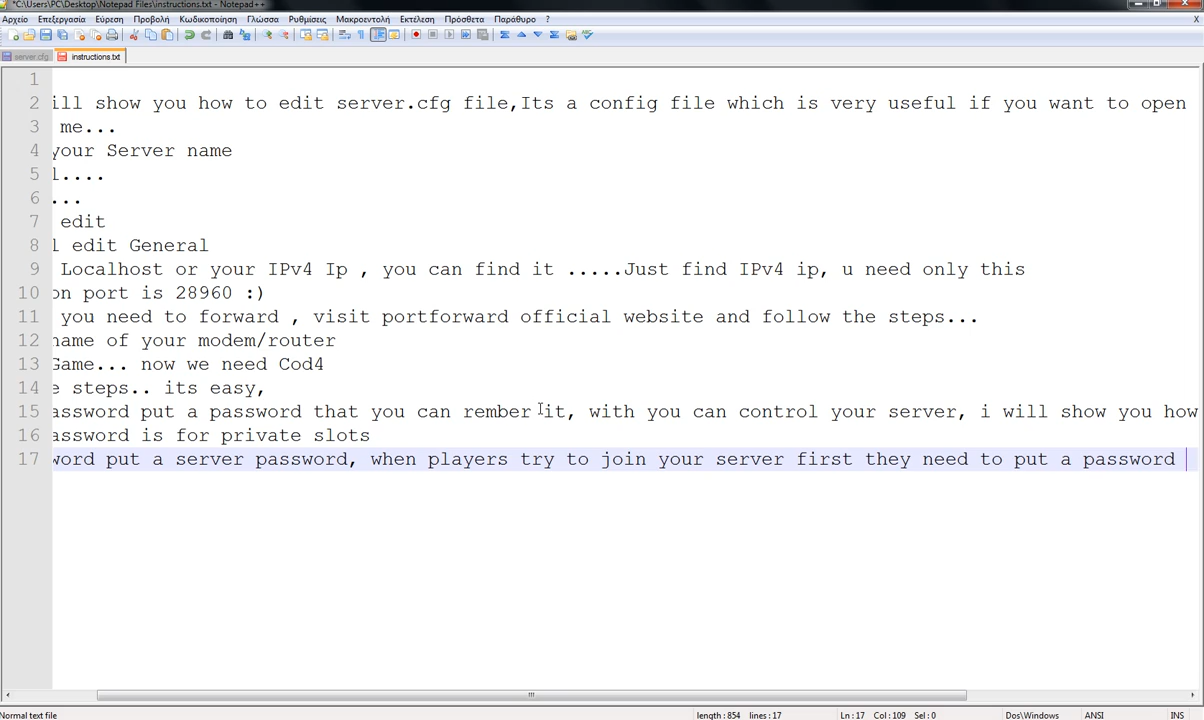 *C:\Users\PC\Desktop\Notepad Files\instructions.txt - Notepad++
Αρχείο Επεξεργασία Εύρεση Προβολή Κωδικοποίηση Γλώσσα Ρυθμίσεις Μακροεντολή Εκτέλεση Πρόσθετα Παράθυρο ? X
server.cfg instructions.txt
1
2 ill show you how to edit server.cfg file,Its a config file which is very useful if you want to open
3 me...
4 your Server name
5 l....
6 ...
7 edit
8 l edit General
9 Localhost or your IPv4 Ip , you can find it .....Just find IPv4 ip, u need only this
10 on port is 28960 :)
11 you need to forward , visit portforward official website and follow the steps...
12 name of your modem/router
13 Game... now we need Cod4
14 e steps.. its easy,
15 assword put a password that you can rember it, with you can control your server, i will show you how
16 assword is for private slots
17 word put a server password, when players try to join your server first they need to put a password
Normal text file length : 854 lines : 17 Ln : 17 Col : 109 Sel : 0 Dos\Windows ANSI INS